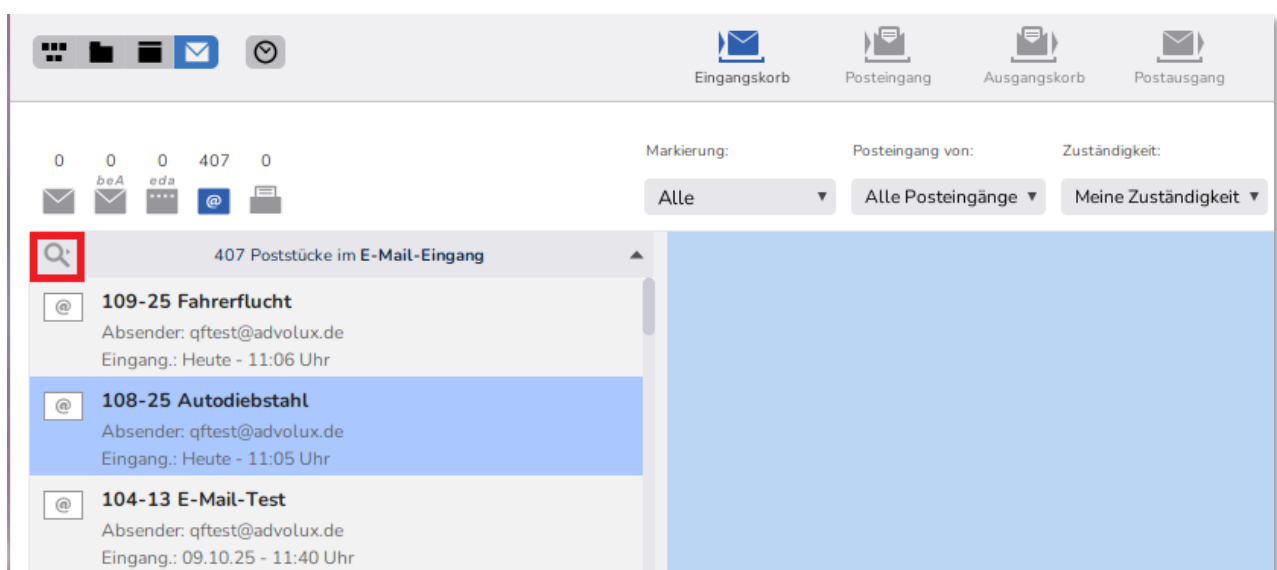 Eingangskorb Posteingang Ausgangskorb Postausgang
0 0 0 407 0
beA eda
@
Markierung: Posteingang von: Zuständigkeit:
Alle Alle Posteingänge Meine Zuständigkeit
407 Poststücke im E-Mail-Eingang
@ 109-25 Fahrerflucht
Absender: qftest@advolux.de
Eingang.: Heute - 11:06 Uhr
@ 108-25 Autodiebstahl
Absender: qftest@advolux.de
Eingang.: Heute - 11:05 Uhr
@ 104-13 E-Mail-Test
Absender: qftest@advolux.de
Eingang.: 09.10.25 - 11:40 Uhr